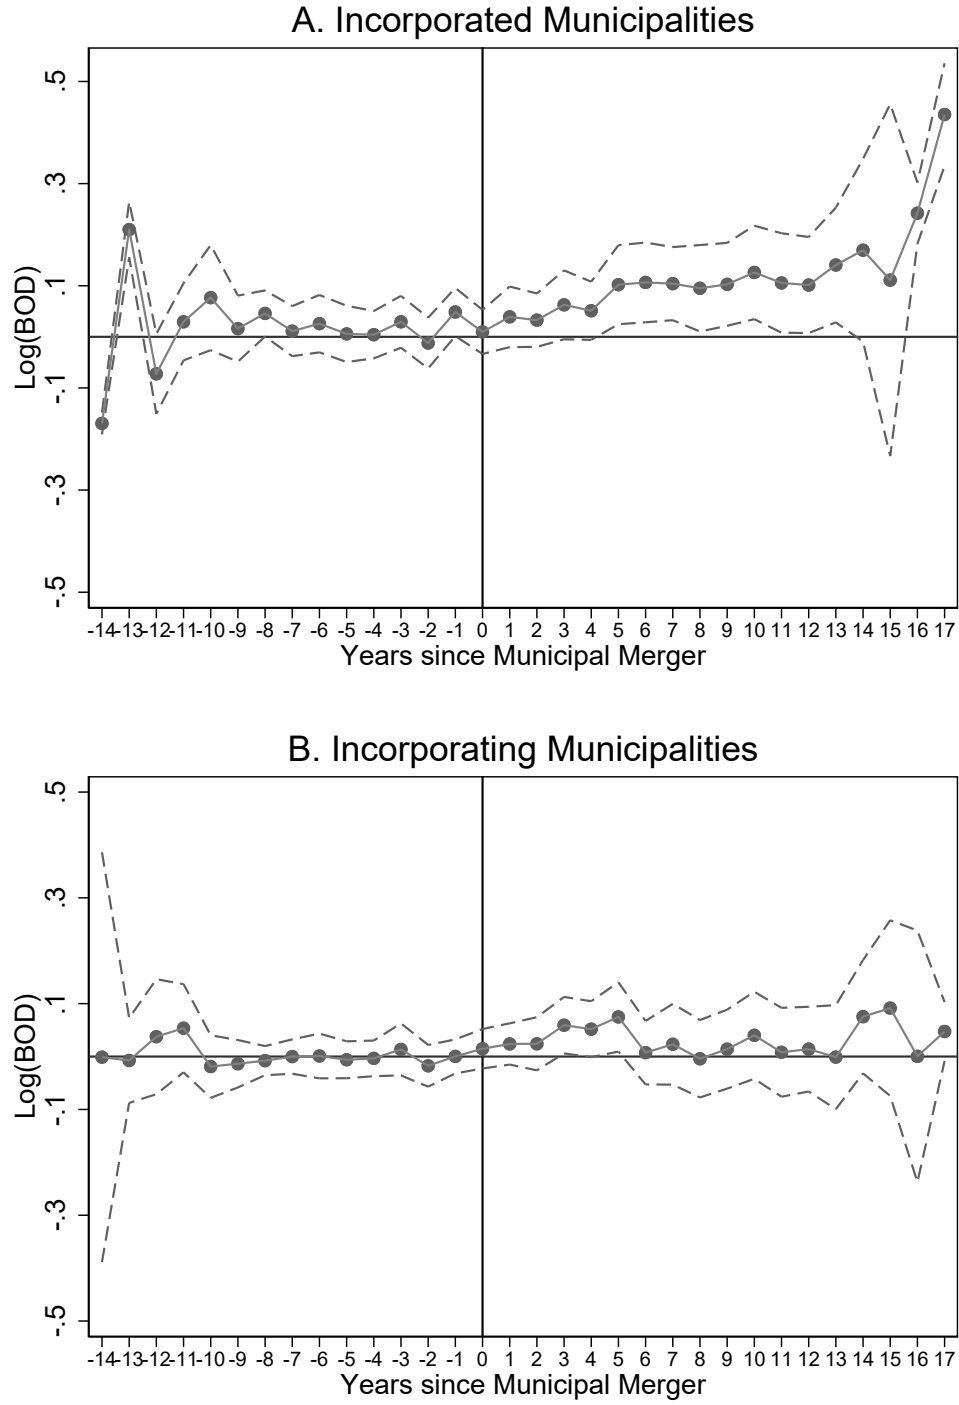 A. Incorporated Municipalities
.5
.3
.1
-.1
-.3
-.5
Log(BOD)
-14 -13 -12 -11 -10 -9 -8 -7 -6 -5 -4 -3 -2 -1 0 1 2 3 4 5 6 7 8 9 10 11 12 13 14 15 16 17
Years since Municipal Merger
B. Incorporating Municipalities
.5
.3
.1
-.1
-.3
-.5
Log(BOD)
-14 -13 -12 -11 -10 -9 -8 -7 -6 -5 -4 -3 -2 -1 0 1 2 3 4 5 6 7 8 9 10 11 12 13 14 15 16 17
Years since Municipal Merger